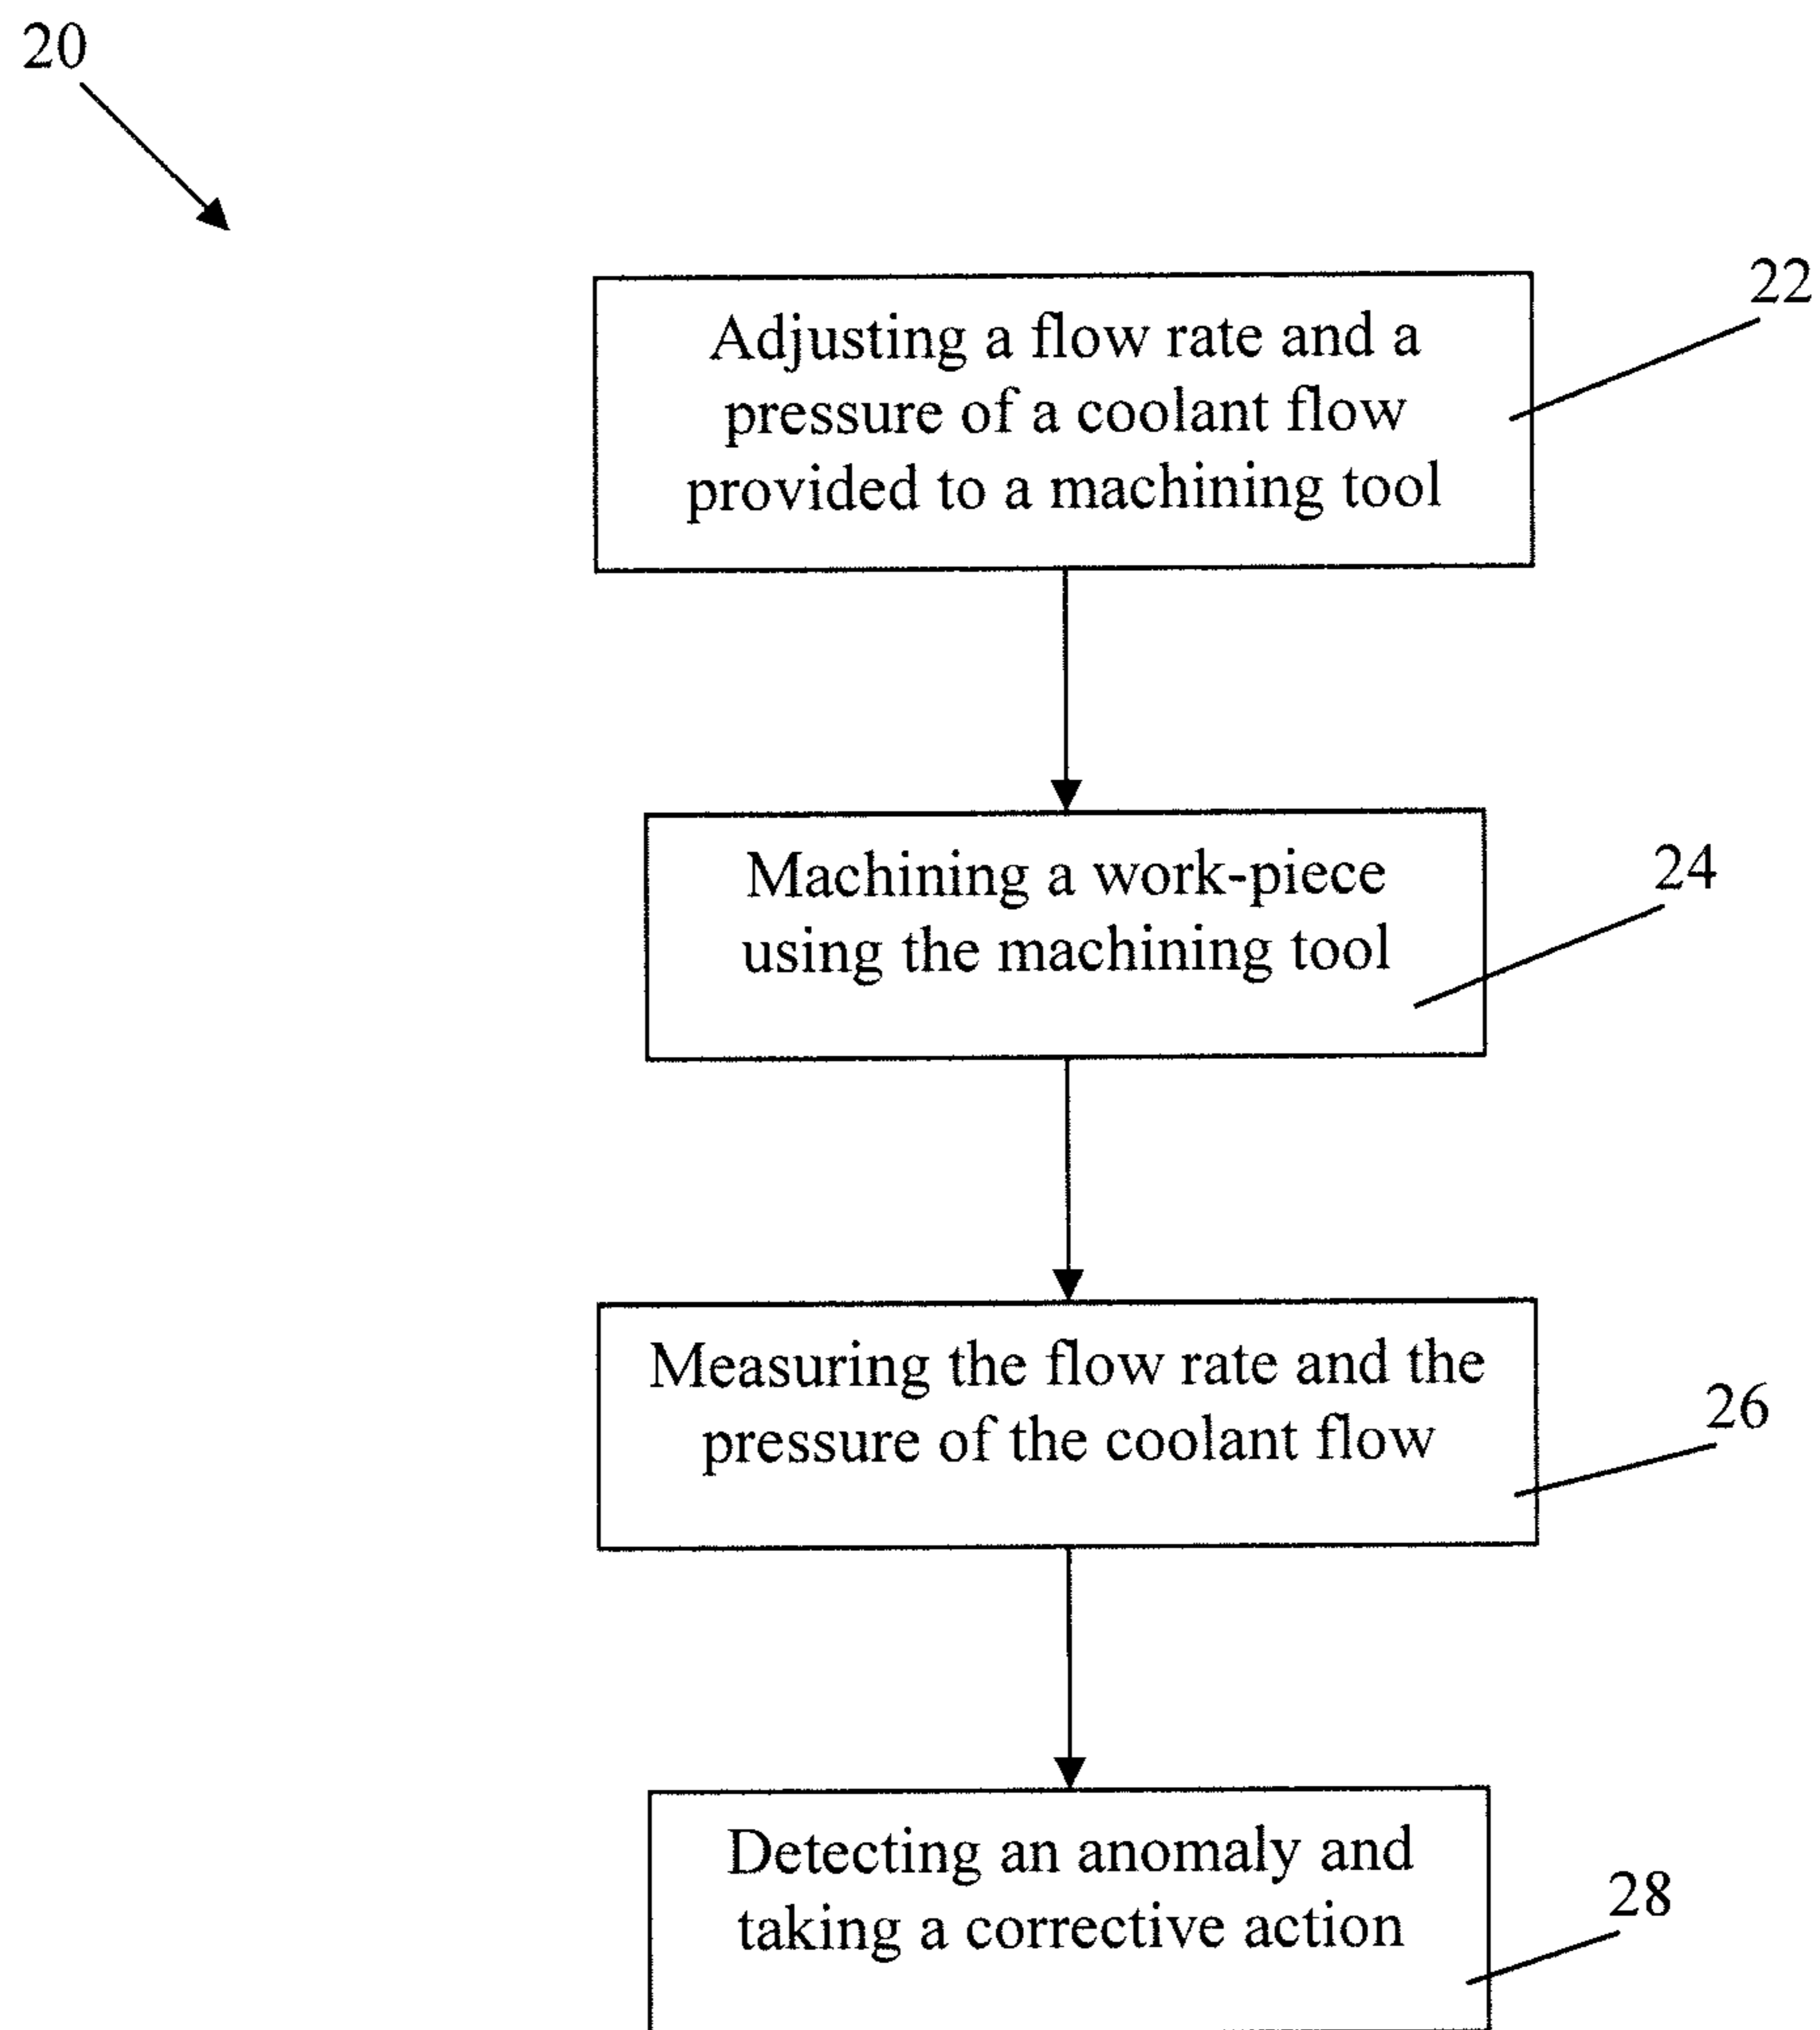 20
22
Adjusting a flow rate and a
pressure of a coolant flow
provided to a machining tool
24
Machining a work-piece
using the machining tool
26
Measuring the flow rate and the
pressure of the coolant flow
28
Detecting an anomaly and
taking a corrective action